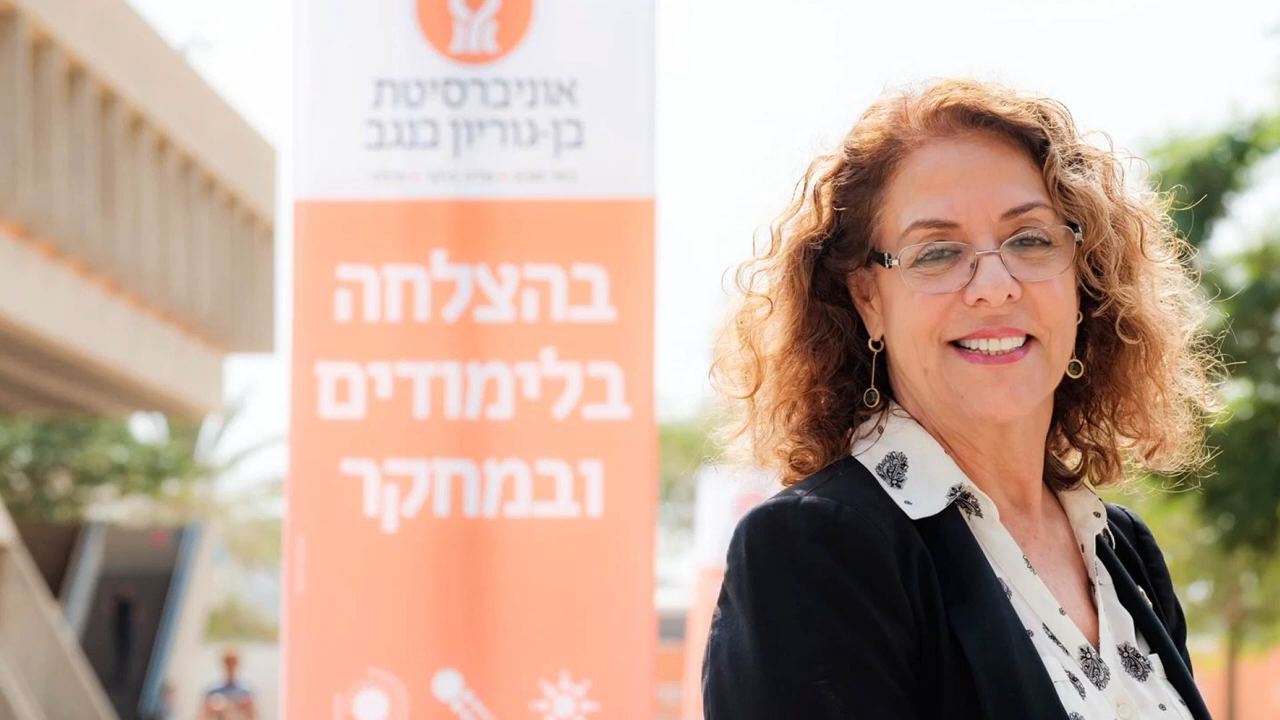 אוניברסיטת
בן-גוריון בנגב
בהצלחה
בלימודים
ובמחקר